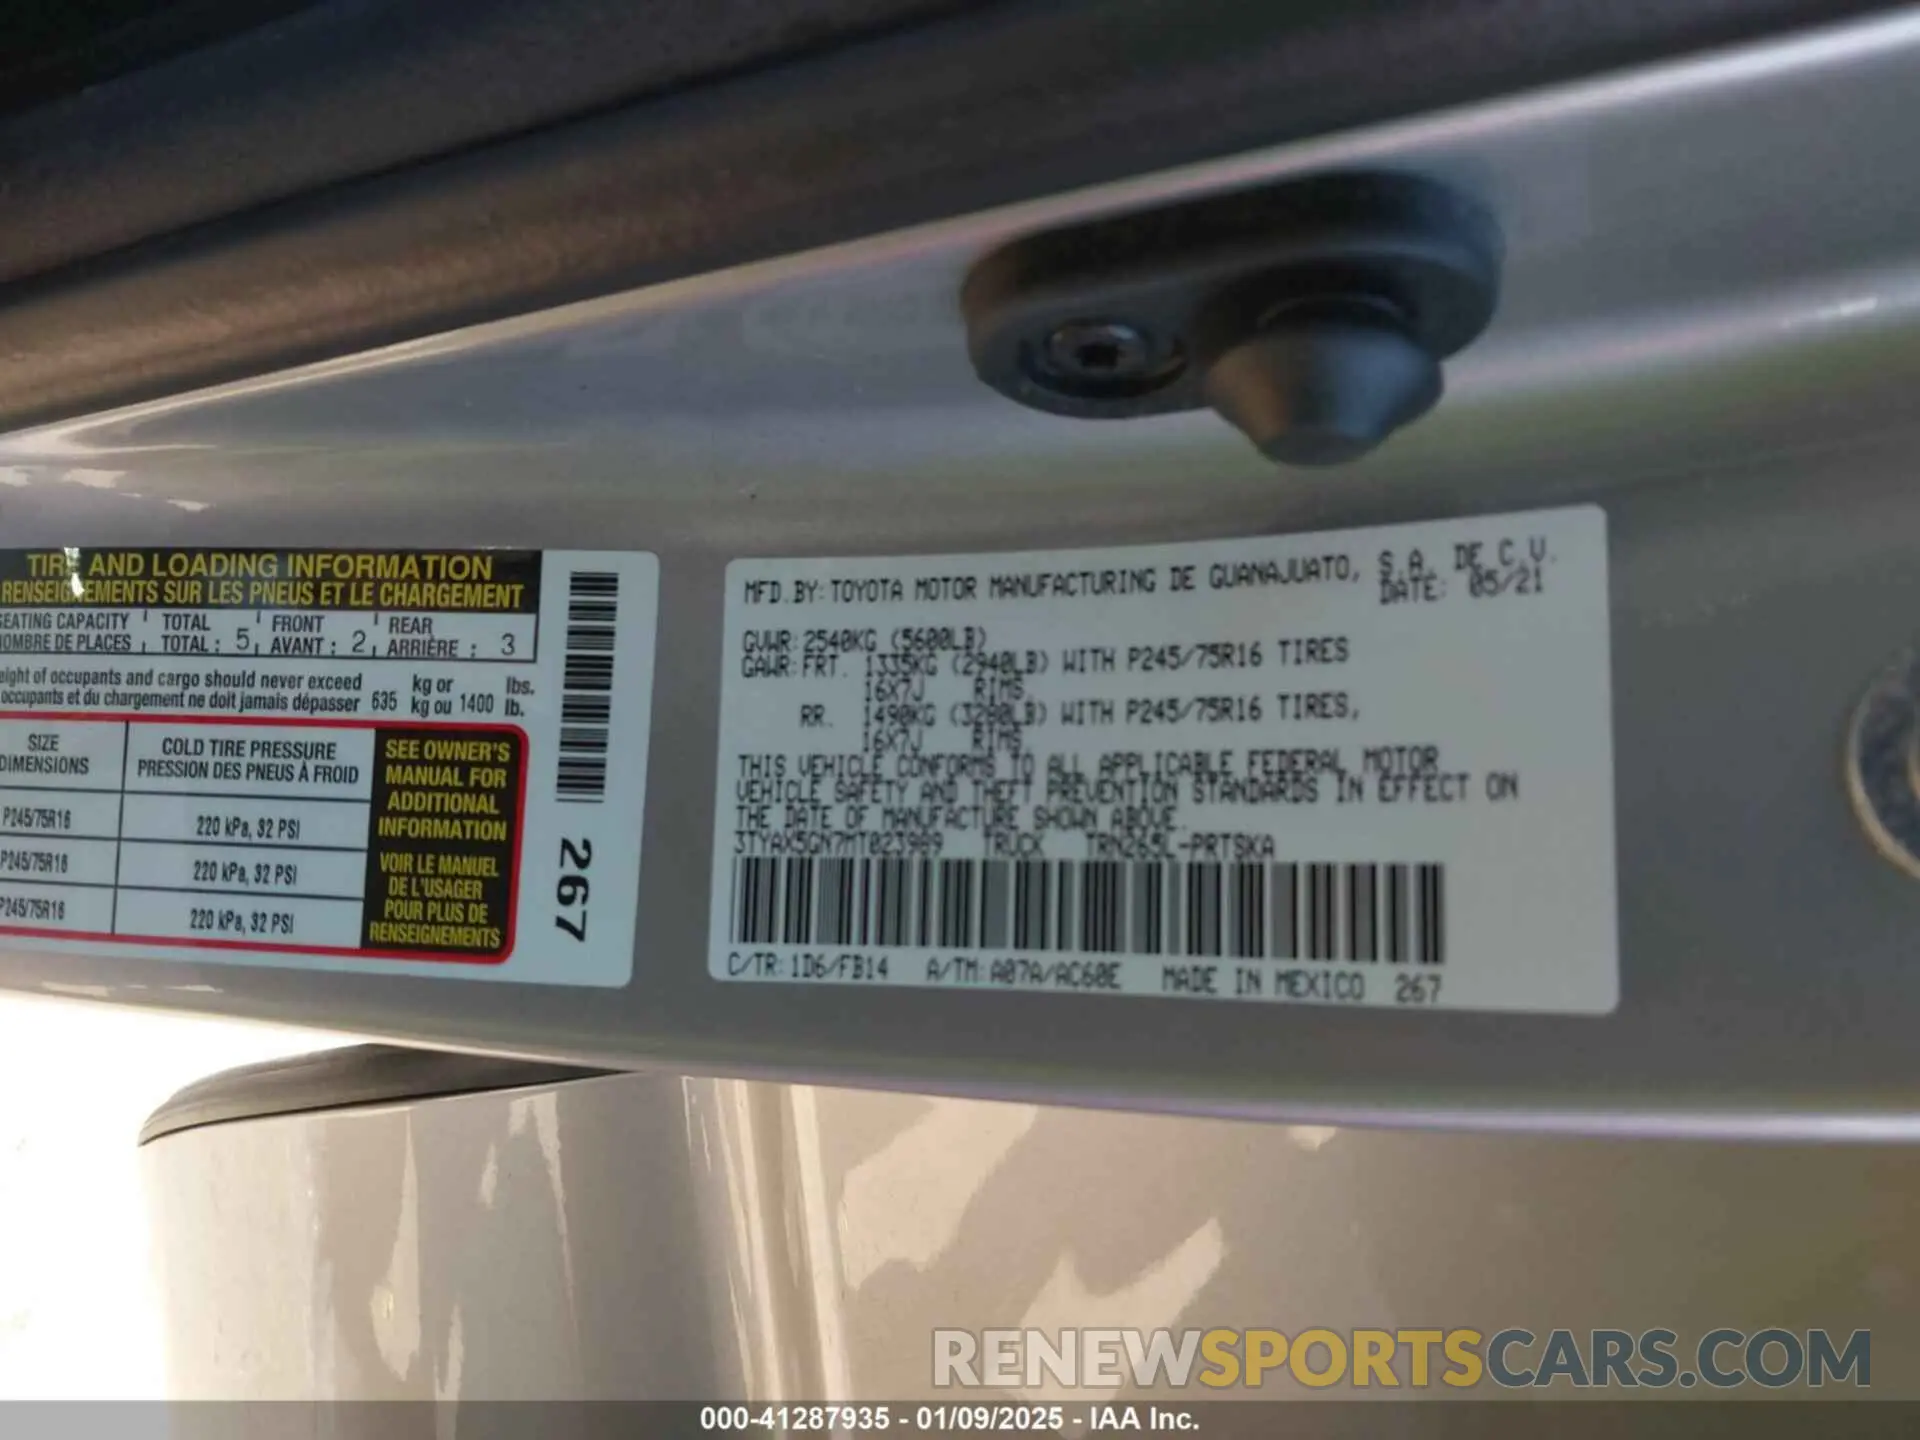 TIRE AND LOADING INFORMATION
RENSEIGNEMENTS SUR LES PNEUS ET LE CHARGEMENT
SEATING CAPACITY TOTAL FRONT REAR
NOMBRE DE PLACES TOTAL : 5 AVANT : 2 ARRIÈRE : 3
eight of occupants and cargo should never exceed kg or lbs.
occupants et du chargement ne doit jamais dépasser 635 kg ou 1400 lb.
SIZE
DIMENSIONS
COLD TIRE PRESSURE
PRESSION DES PNEUS À FROID
P245/75R16 220 kPa, 32 PSI
P245/75R16 220 kPa, 32 PSI
P245/75R16 220 kPa, 32 PSI
SEE OWNER'S
MANUAL FOR
ADDITIONAL
INFORMATION
VOIR LE MANUEL
DE L'USAGER
POUR PLUS DE
RENSEIGNEMENTS
267
MFD. BY: TOYOTA MOTOR MANUFACTURING DE GUANAJUATO, S.A. DE C.V.
DATE: 05/21
GVWR: 2540KG (5600LB)
GAWR: FRT. 1335KG (2940LB) WITH P245/75R16 TIRES
16X7J RIMS
RR. 1490KG (3280LB) WITH P245/75R16 TIRES,
16X7J RIMS
THIS VEHICLE CONFORMS TO ALL APPLICABLE FEDERAL MOTOR
VEHICLE SAFETY AND THEFT PREVENTION STANDARDS IN EFFECT ON
THE DATE OF MANUFACTURE SHOWN ABOVE.
3TYAX5GN7MT023989 TRUCK TRN265L-PRTSKA
C/TR: 1D6/FB14 A/TM: A07A/AC60E MADE IN MEXICO 267
RENEWSPORTSCARS.COM
000-41287935 - 01/09/2025 - IAA Inc.